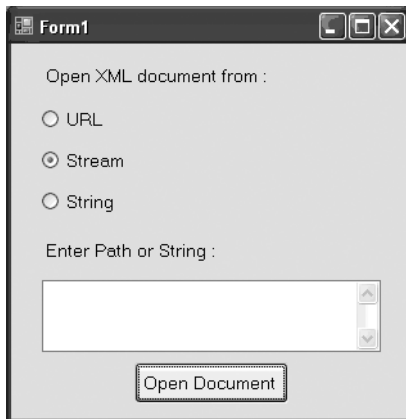 Form1
Open XML document from :
URL
Stream
String
Enter Path or String :
Open Document